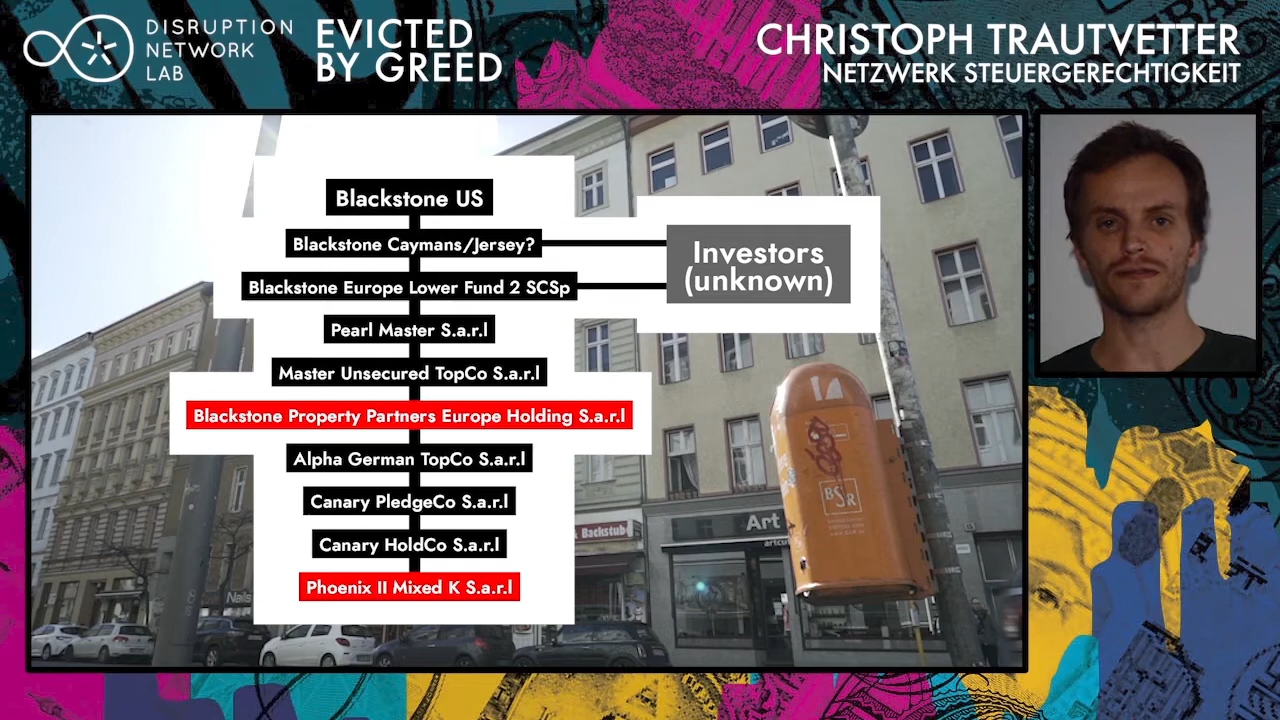 DISRUPTION
NETWORK
LAB
EVICTED
BY GREED
CHRISTOPH TRAUTVETTER
NETZWERK STEUERGERECHTIGKEIT
Blackstone US
Blackstone Caymans/Jersey?
Blackstone Europe Lower Fund 2 SCSp
Investors
(unknown)
Pearl Master S.a.r.l
Master Unsecured TopCo S.a.r.l
Blackstone Property Partners Europe Holding S.a.r.l
Alpha German TopCo S.a.r.l
Canary PledgeCo S.a.r.l
Canary HoldCo S.a.r.l
Phoenix II Mixed K S.a.r.l
BSR
Backstub
Art
Nails